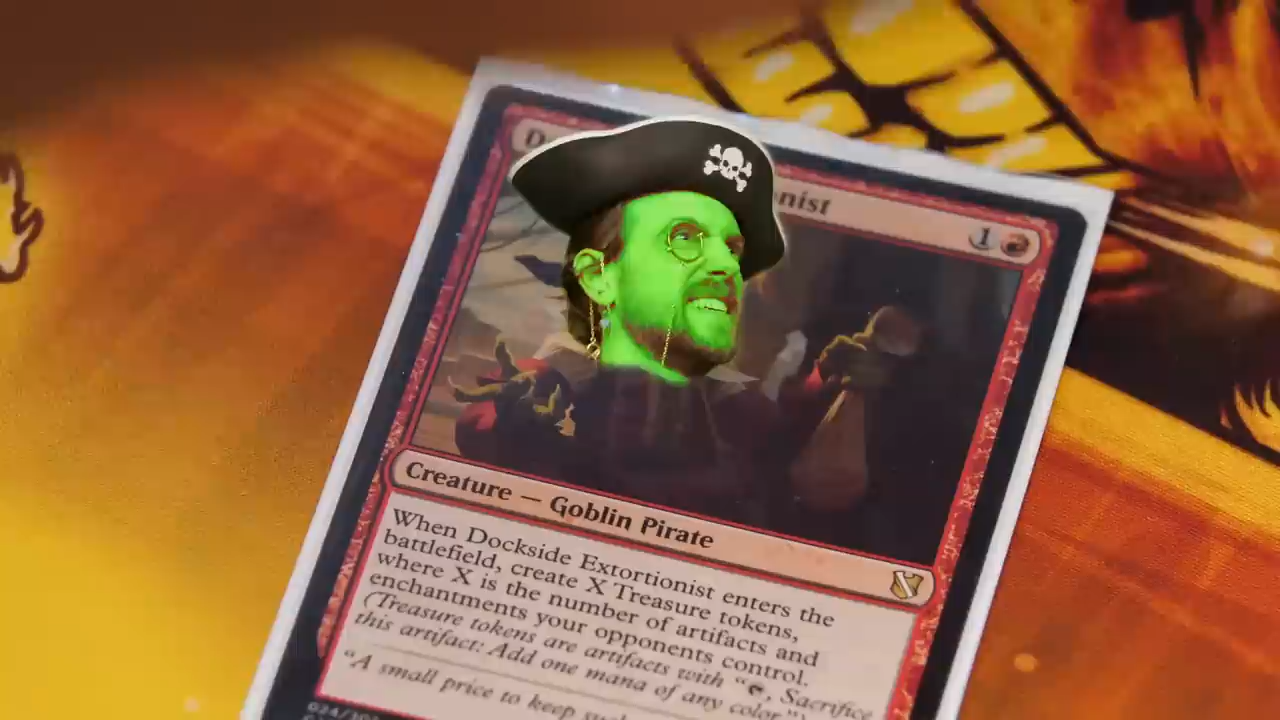 D nist 1
Creature — Goblin Pirate
When Dockside Extortionist enters the
battlefield, create X Treasure tokens,
where X is the number of artifacts and
enchantments your opponents control.
(Treasure tokens are artifacts with “, Sacrifice
this artifact: Add one mana of any color.”)
“A small price to keep such